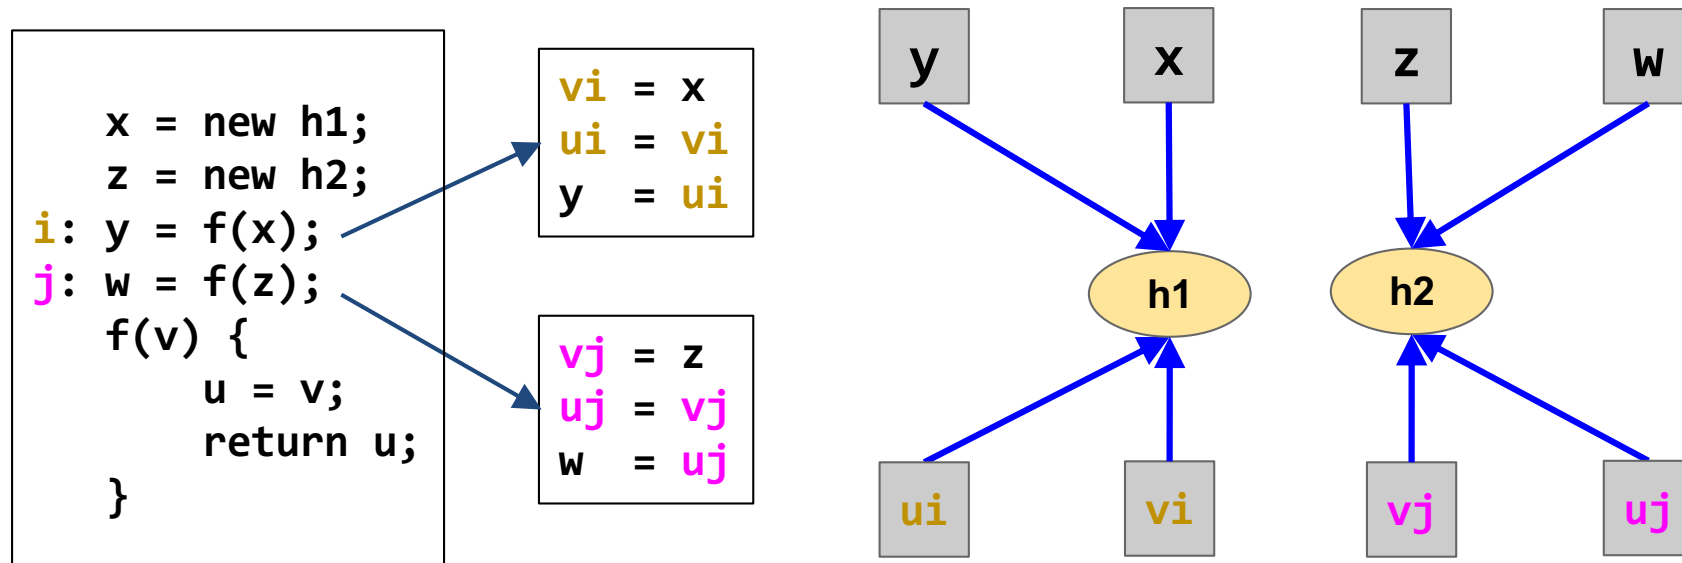 x = new h1;
z = new h2;
i: y = f(x);
j: w = f(z);
f(v) {
u = v;
return u;
}
vi = x
ui = vi
y = ui
vj = z
uj = vj
w = uj
y x z w
h1 h2
ui vi vj uj